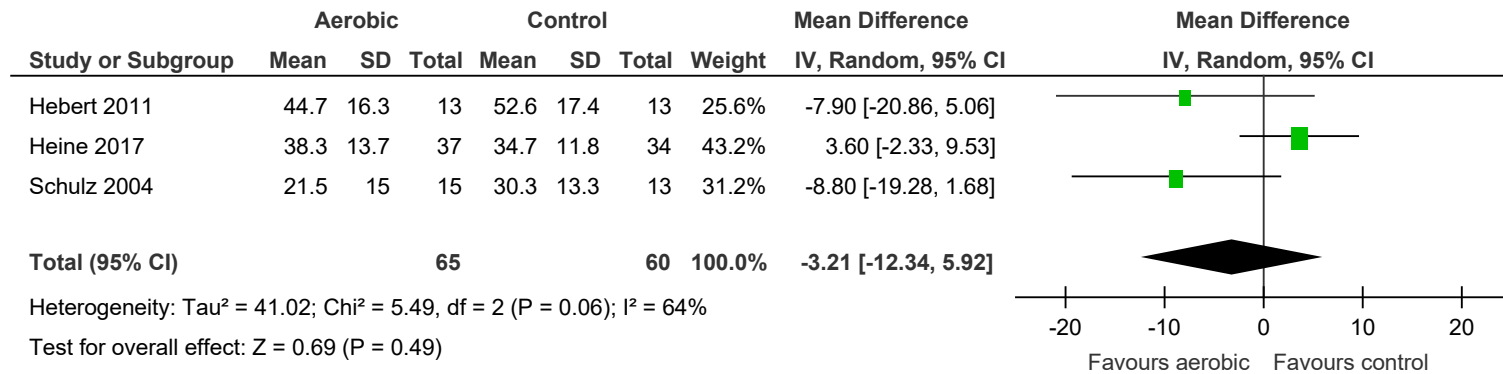 Aerobic Control Mean Difference Mean Difference
Study or Subgroup Mean SD Total Mean SD Total Weight IV, Random, 95% CI IV, Random, 95% CI
Hebert 2011 44.7 16.3 13 52.6 17.4 13 25.6% -7.90 [-20.86, 5.06]
Heine 2017 38.3 13.7 37 34.7 11.8 34 43.2% 3.60 [-2.33, 9.53]
Schulz 2004 21.5 15 15 30.3 13.3 13 31.2% -8.80 [-19.28, 1.68]
Total (95% CI) 65 60 100.0% -3.21 [-12.34, 5.92]
Heterogeneity: Tau² = 41.02; Chi² = 5.49, df = 2 (P = 0.06); I² = 64%
Test for overall effect: Z = 0.69 (P = 0.49)
-20 -10 0 10 20
Favours aerobic Favours control